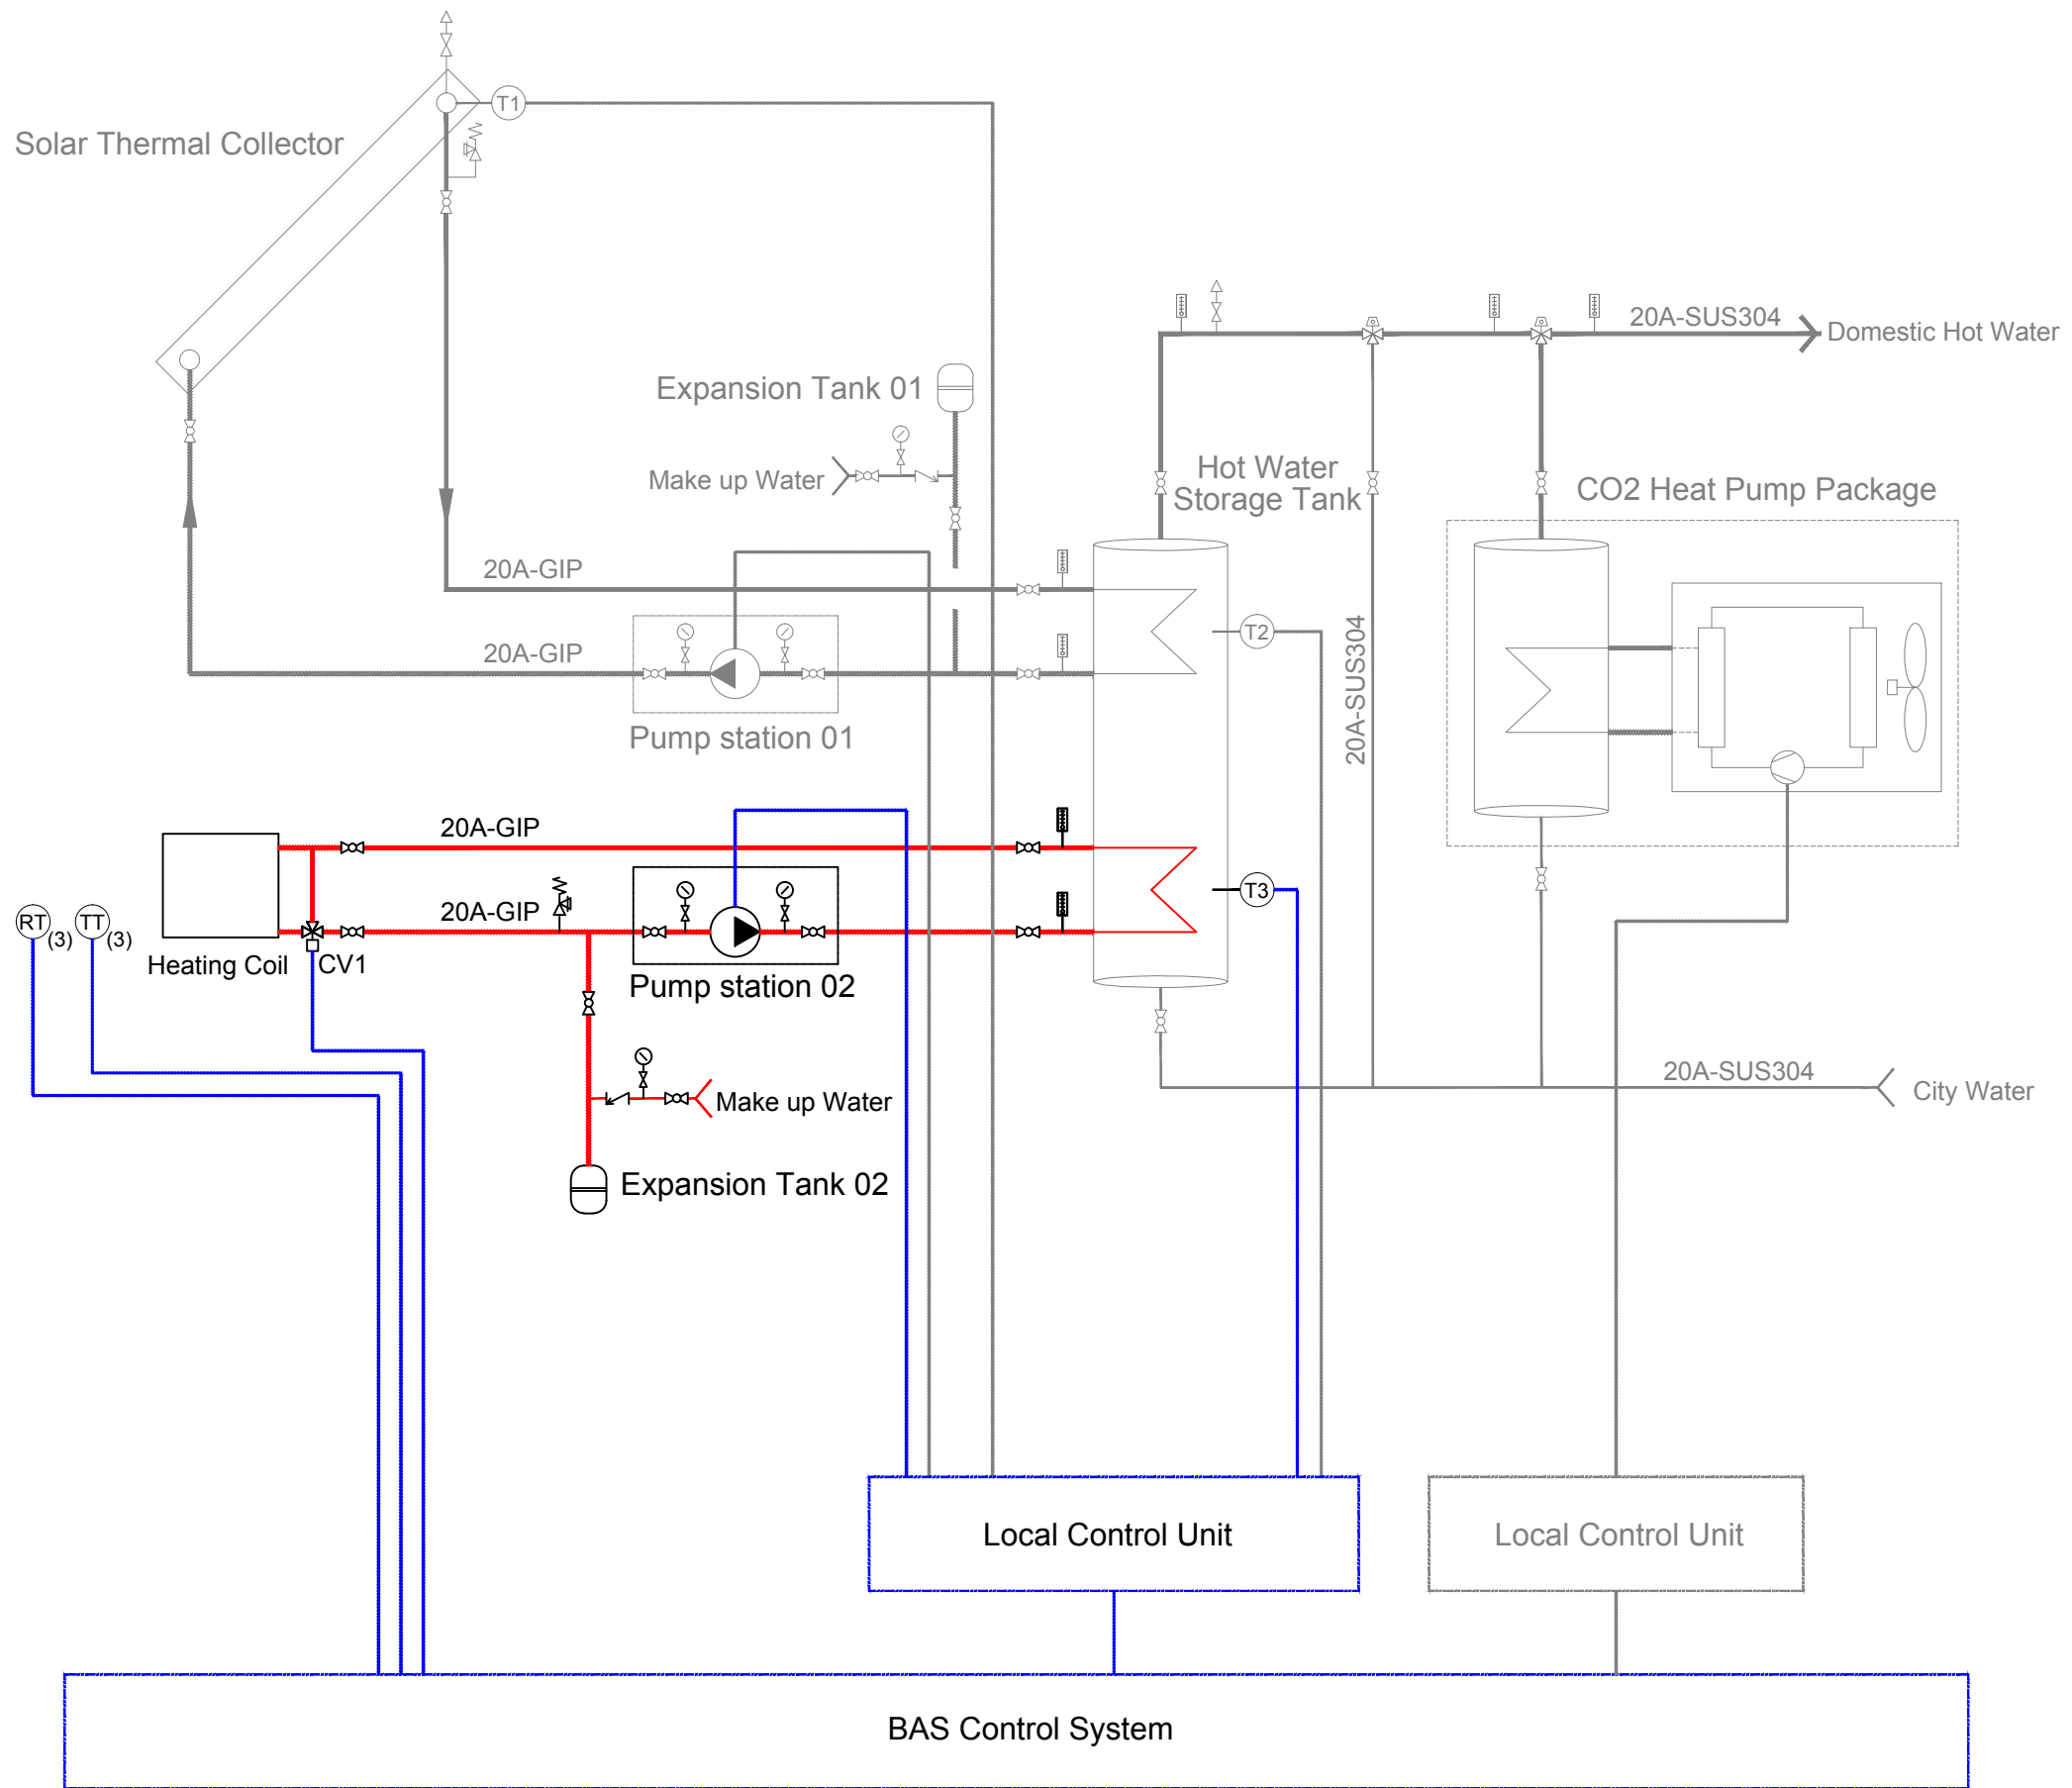 T1
Solar Thermal Collector
20A-SUS304
Domestic Hot Water
Expansion Tank 01
Make up Water
Hot Water
Storage Tank
CO2 Heat Pump Package
20A-GIP
T2
20A-GIP
20A-SUS304
Pump station 01
20A-GIP
T3
20A-GIP
RT
(3)
TT
(3)
Heating Coil
CV1
Pump station 02
20A-SUS304
City Water
Make up Water
Expansion Tank 02
Local Control Unit
Local Control Unit
BAS Control System